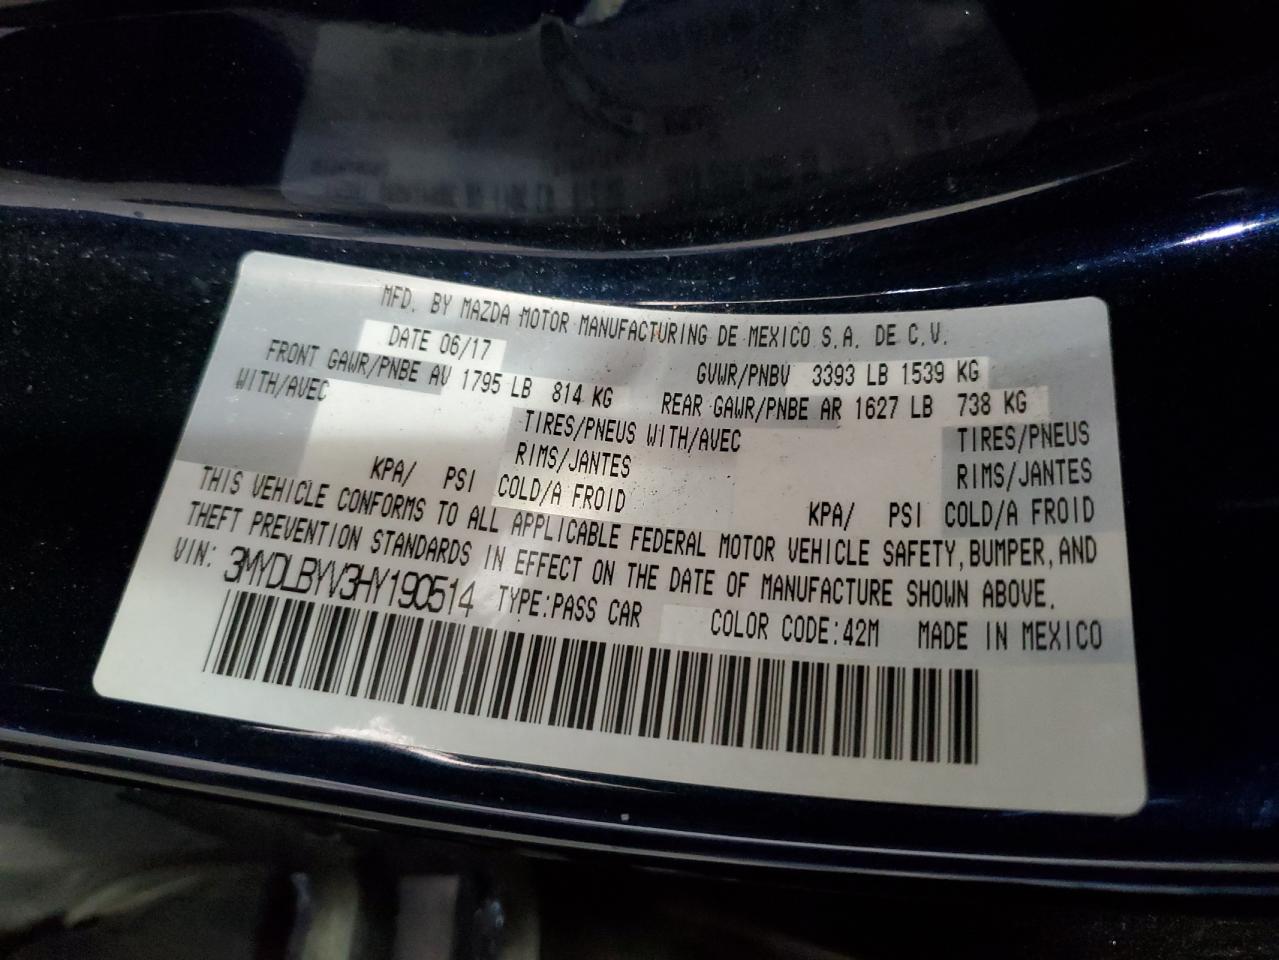 MFD. BY MAZDA MOTOR MANUFACTURING DE MEXICO S.A. DE C.V.
DATE 06/17 GVWR/PNBV 3393 LB 1539 KG
FRONT GAWR/PNBE AV 1795 LB 814 KG REAR GAWR/PNBE AR 1627 LB 738 KG
WITH/AVEC TIRES/PNEUS WITH/AVEC TIRES/PNEUS
RIMS/JANTES RIMS/JANTES
KPA/ PSI COLD/A FROID KPA/ PSI COLD/A FROID
THIS VEHICLE CONFORMS TO ALL APPLICABLE FEDERAL MOTOR VEHICLE SAFETY,BUMPER,AND
THEFT PREVENTION STANDARDS IN EFFECT ON THE DATE OF MANUFACTURE SHOWN ABOVE.
VIN: 3MYDLBYV3HY190514 TYPE:PASS CAR COLOR CODE:42M MADE IN MEXICO